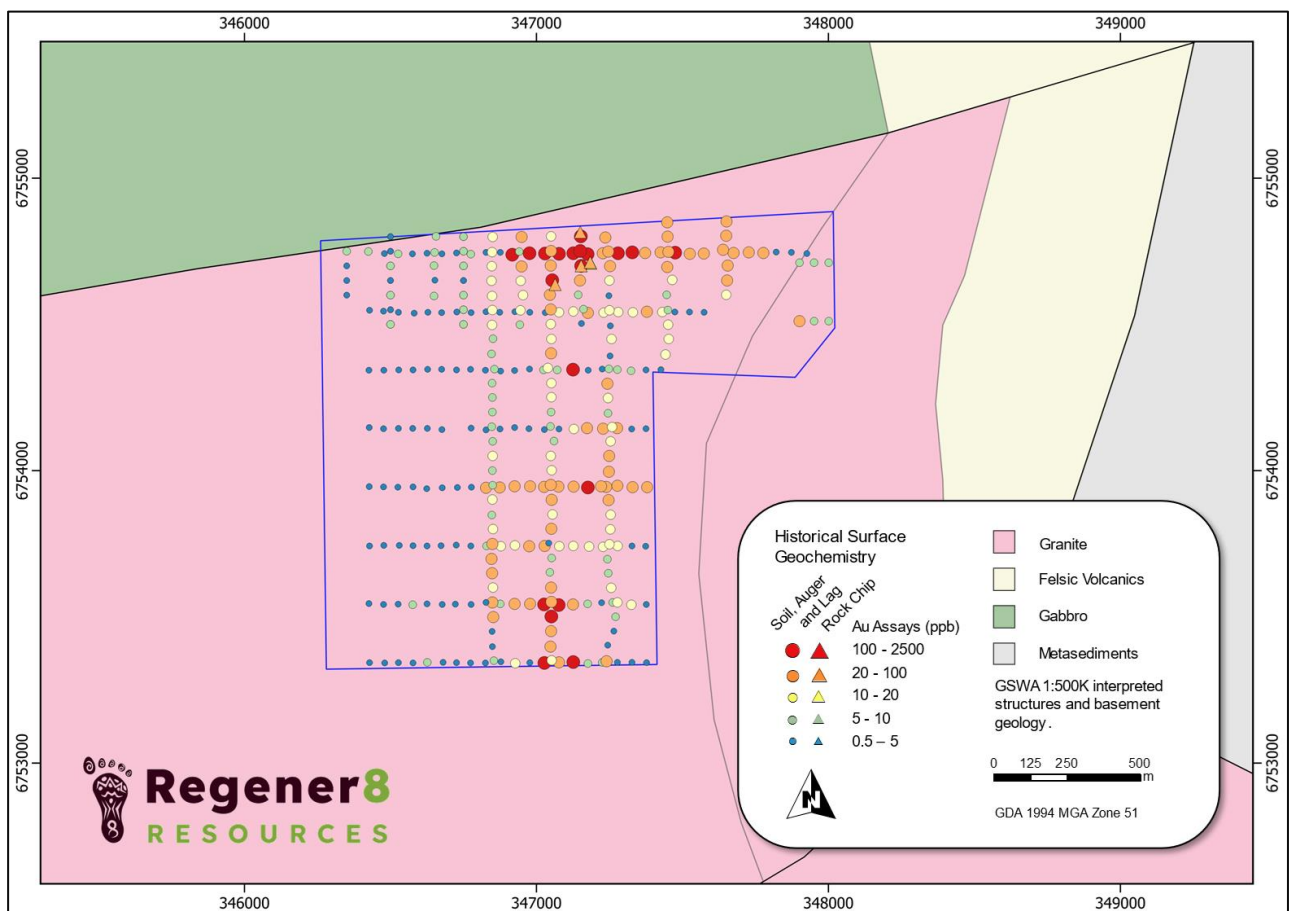 346000 347000 348000 349000
6755000 6755000
6754000 6754000
6753000 6753000
Historical Surface
Geochemistry
Soil, Auger
and Lag
Rock Chip
Au Assays (ppb)
100 - 2500
20 - 100
10 - 20
5 - 10
0.5 – 5
N
Granite
Felsic Volcanics
Gabbro
Metasediments
GSWA 1:500K interpreted
structures and basement
geology.
0 125 250 500
m
GDA 1994 MGA Zone 51
8
Regener8
RESOURCES
346000 347000 348000 349000